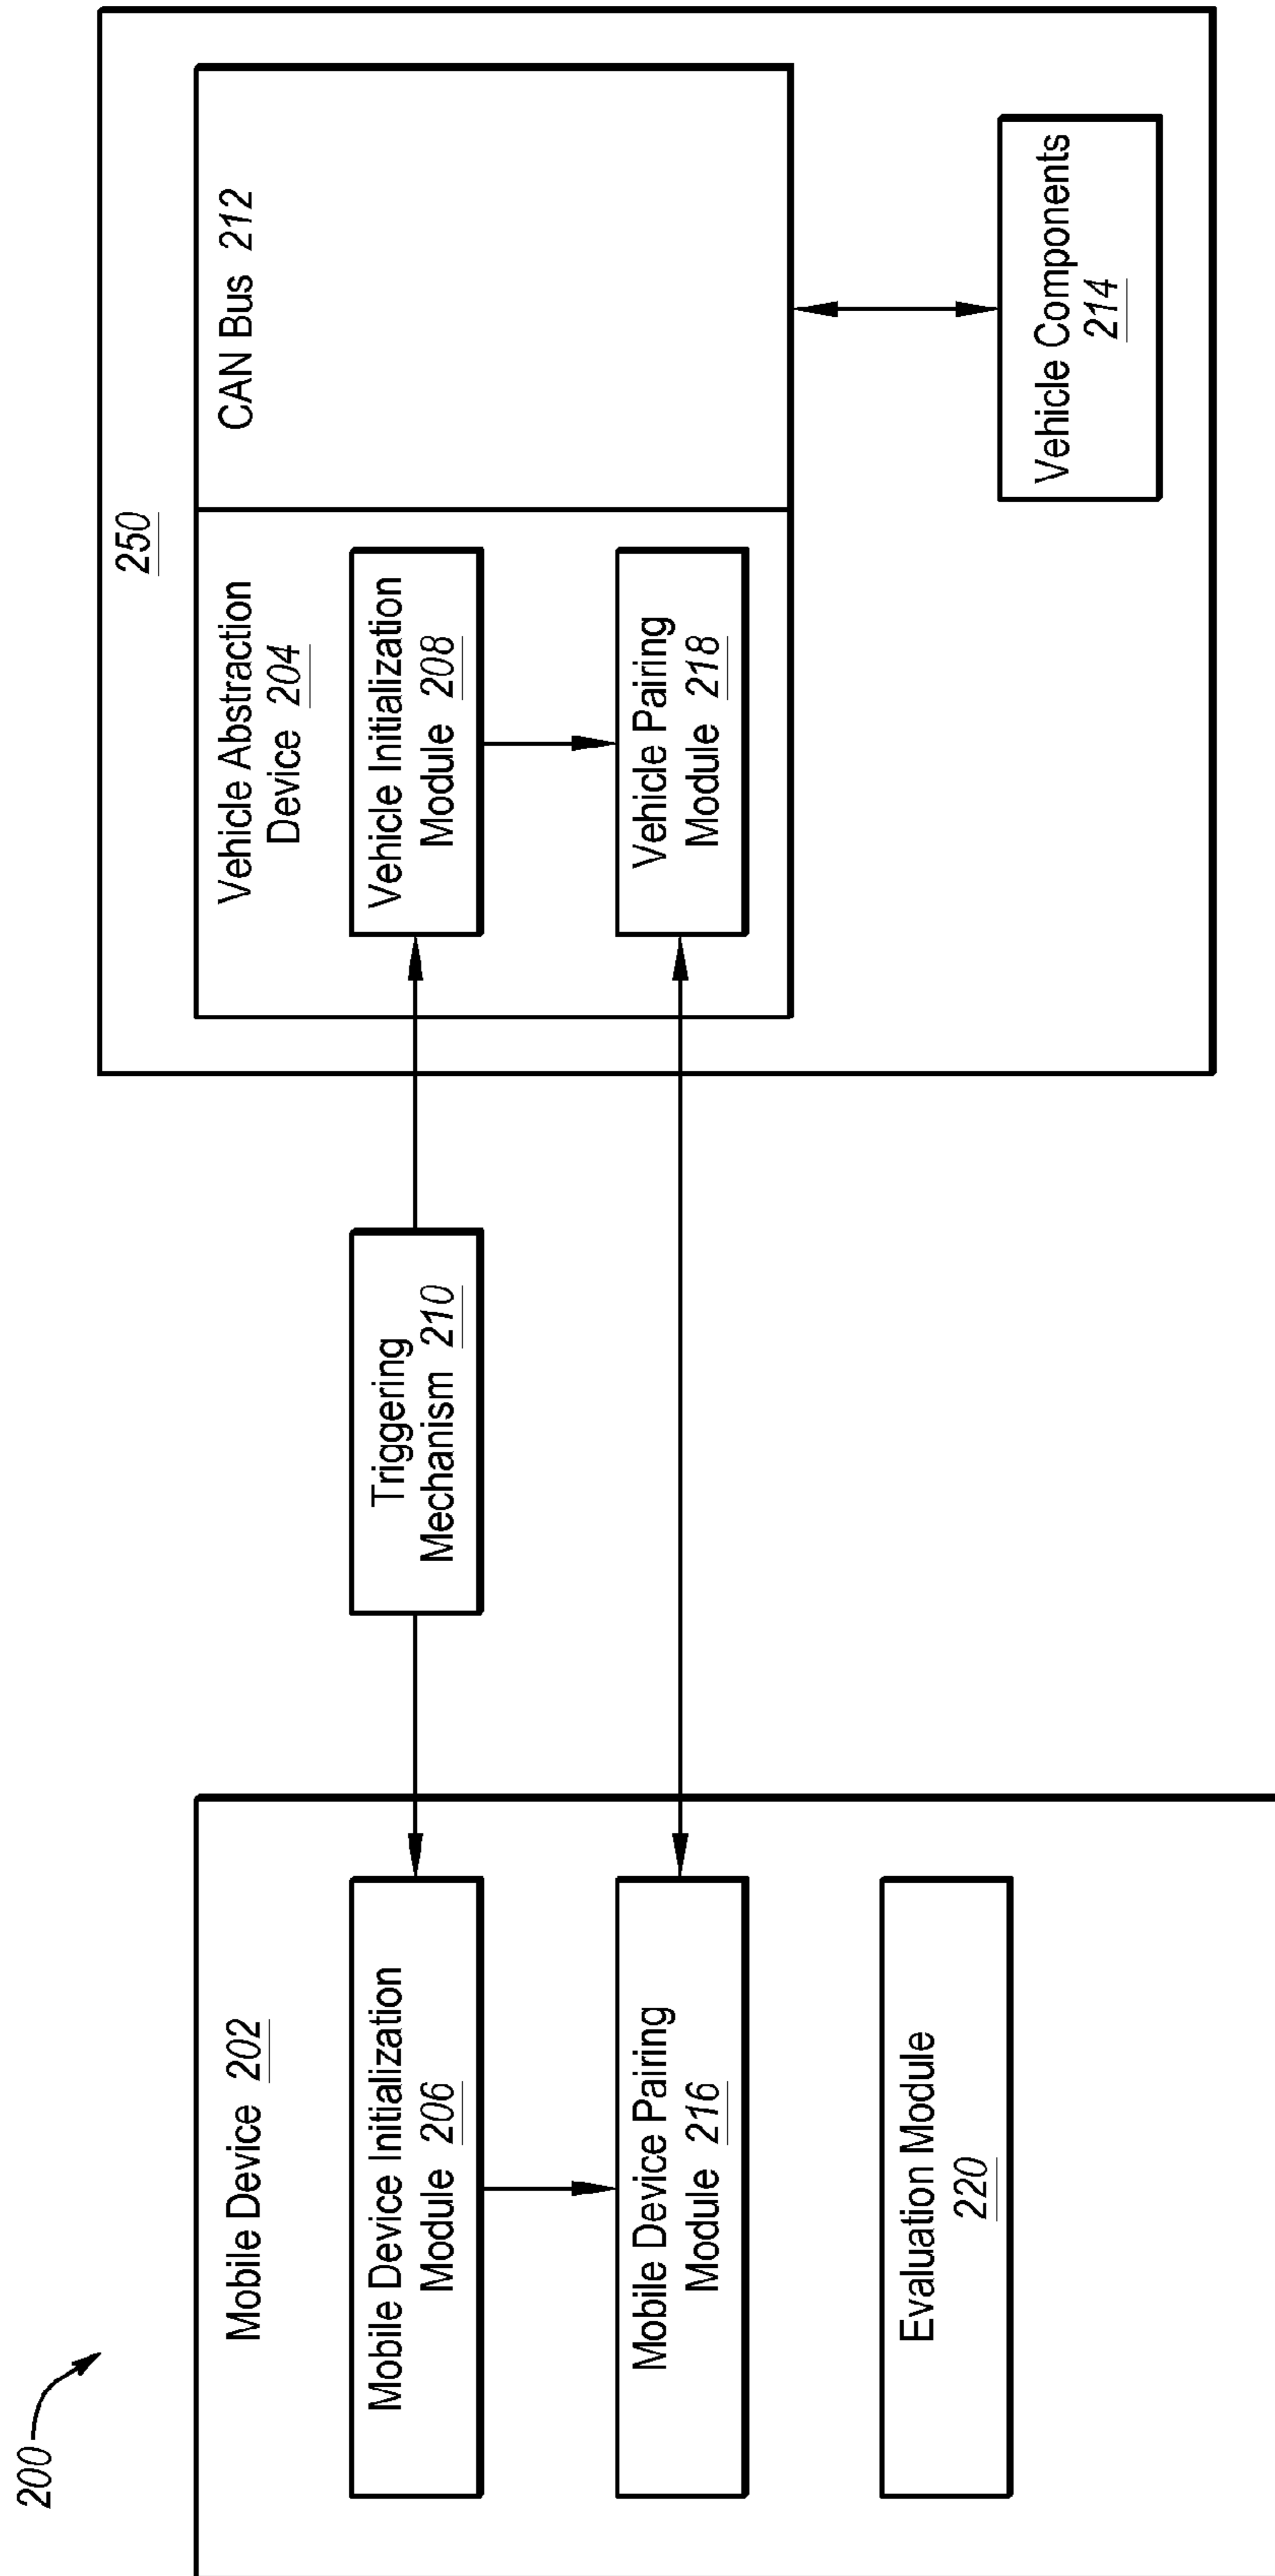 200
Mobile Device 202
Mobile Device Initialization
Module 206
Mobile Device Pairing
Module 216
Evaluation Module
220
Triggering
Mechanism 210
250
Vehicle Abstraction
Device 204
Vehicle Initialization
Module 208
Vehicle Pairing
Module 218
CAN Bus 212
Vehicle Components
214